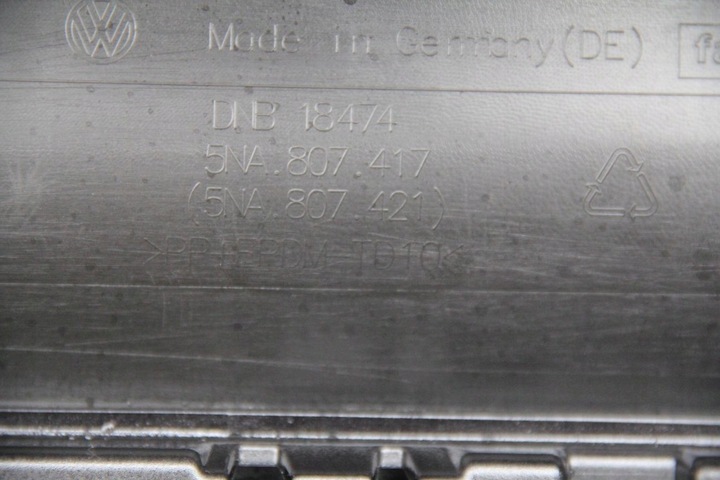 Made in Germany (DE)
DNB 18474
5NA.807.417
(5NA.807.421)
>PP+EPDM-TD10<